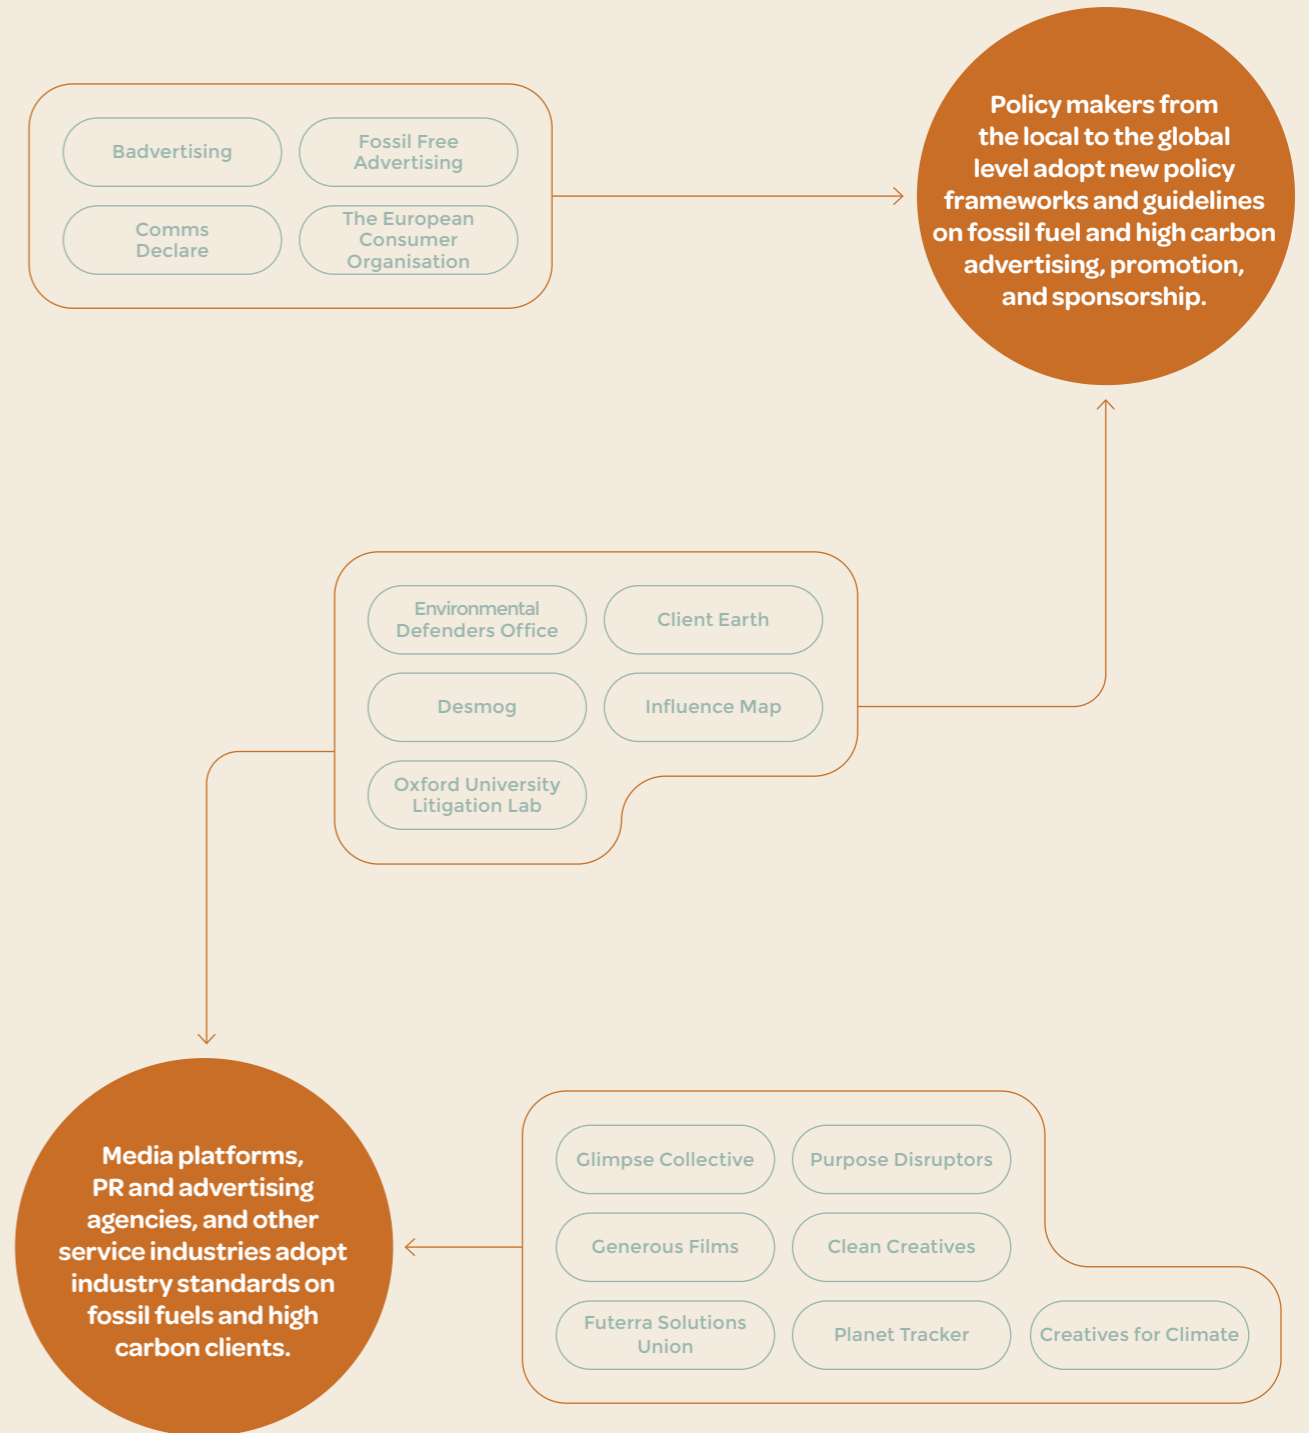 Badvertising
Fossil Free
Advertising
Comms
Declare
The European
Consumer
Organisation
Policy makers from
the local to the global
level adopt new policy
frameworks and guidelines
on fossil fuel and high carbon
advertising, promotion,
and sponsorship.
Environmental
Defenders Office
Client Earth
Desmog
Influence Map
Oxford University
Litigation Lab
Media platforms,
PR and advertising
agencies, and other
service industries adopt
industry standards on
fossil fuels and high
carbon clients.
Glimpse Collective
Purpose Disruptors
Generous Films
Clean Creatives
Futerra Solutions
Union
Planet Tracker
Creatives for Climate